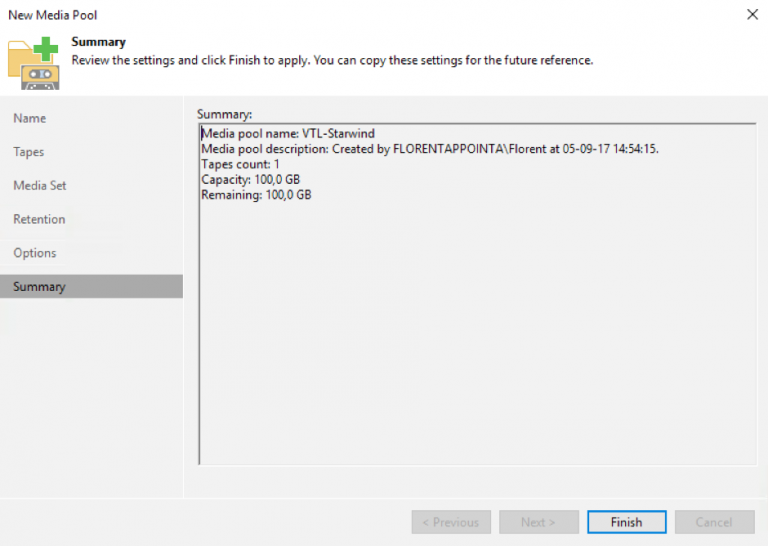 New Media Pool
Summary
Review the settings and click Finish to apply. You can copy these settings for the future reference.
Name
Tapes
Media Set
Retention
Options
Summary
Summary:
Media pool name: VTL-Starwind
Media pool description: Created by FLORENTAPPOINTA\Florent at 05-09-17 14:54:15.
Tapes count: 1
Capacity: 100,0 GB
Remaining: 100,0 GB
< Previous
Next >
Finish
Cancel